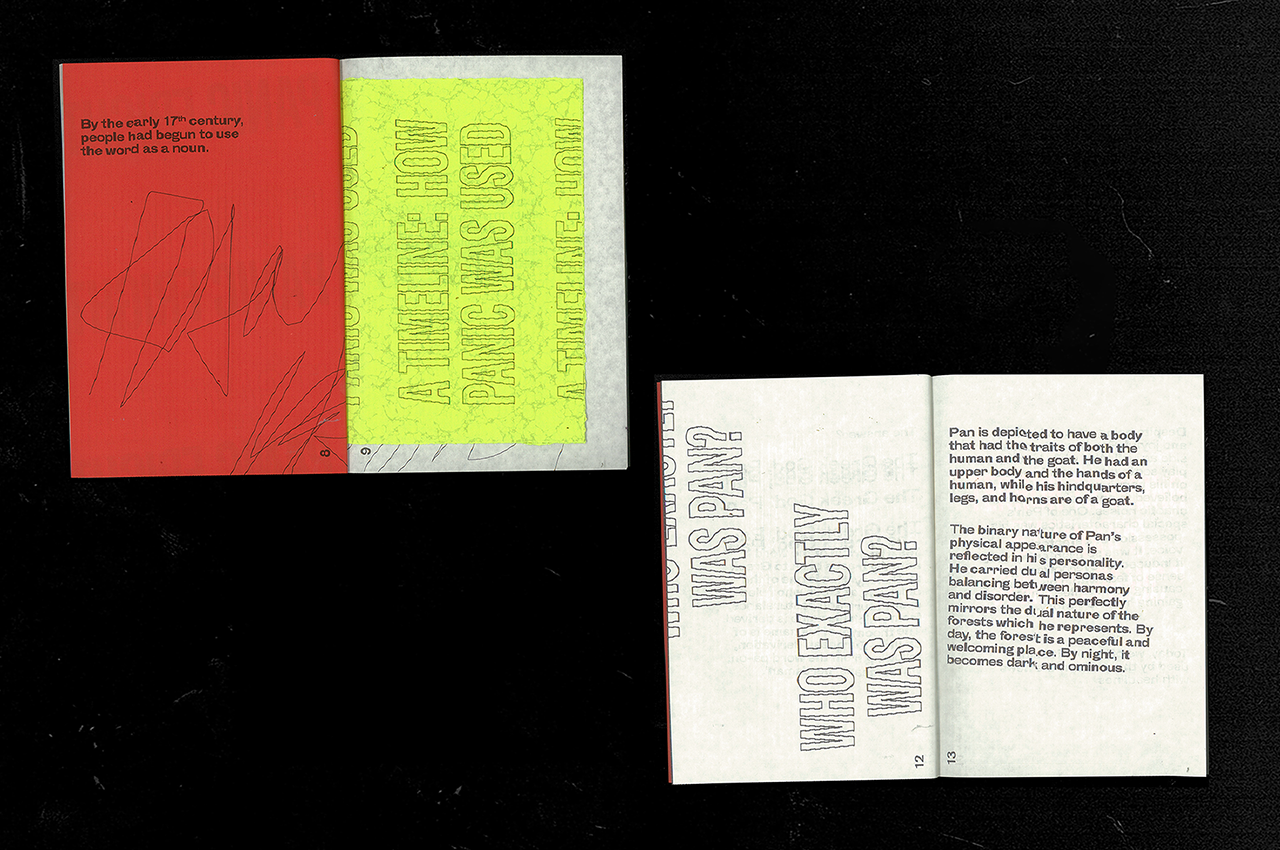 By the early 17th century,
people had begun to use
the word as a noun.
8
PANIC WAS USED
A TIMELINE: HOW
PANIC WAS USED
A TIMELINE: HOW
9
WHO EXACTLY
WAS PAN?
WHO EXACTLY
WAS PAN?
12
Pan is depicted to have a body
that had the traits of both the
human and the goat. He had an
upper body and the hands of a
human, while his hindquarters,
legs, and horns are of a goat.
The binary nature of Pan's
physical appearance is
reflected in his personality.
He carried dual personas
balancing between harmony
and disorder. This perfectly
mirrors the dual nature of the
forests which he represents. By
day, the forest is a peaceful and
welcoming place. By night, it
becomes dark and ominous.
13